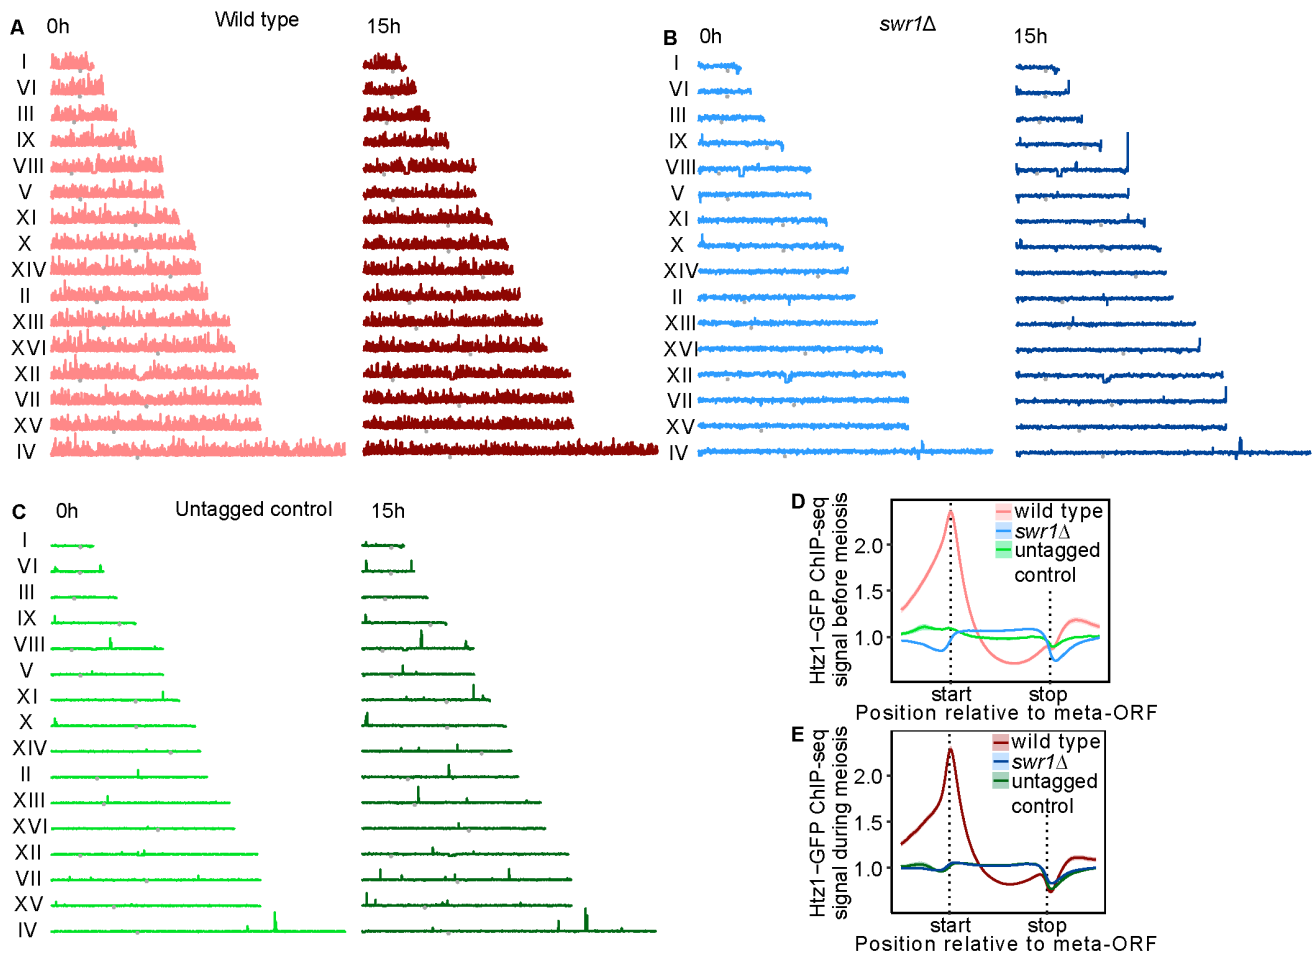 A
0h
Wild type
15h
I
VI
III
IX
VIII
V
XI
X
XIV
II
XIII
XVI
XII
VII
XV
IV
B
0h
swr1Δ
15h
I
VI
III
IX
VIII
V
XI
X
XIV
II
XIII
XVI
XII
VII
XV
IV
C
0h
Untagged control
15h
I
VI
III
IX
VIII
V
XI
X
XIV
II
XIII
XVI
XII
VII
XV
IV
D
Htz1−GFP ChIP-seq
signal before meiosis
2.0
1.5
1.0
wild type
swr1Δ
untagged
control
start
stop
Position relative to meta-ORF
E
Htz1−GFP ChIP-seq
signal during meiosis
2.0
1.5
1.0
wild type
swr1Δ
untagged
control
start
stop
Position relative to meta-ORF